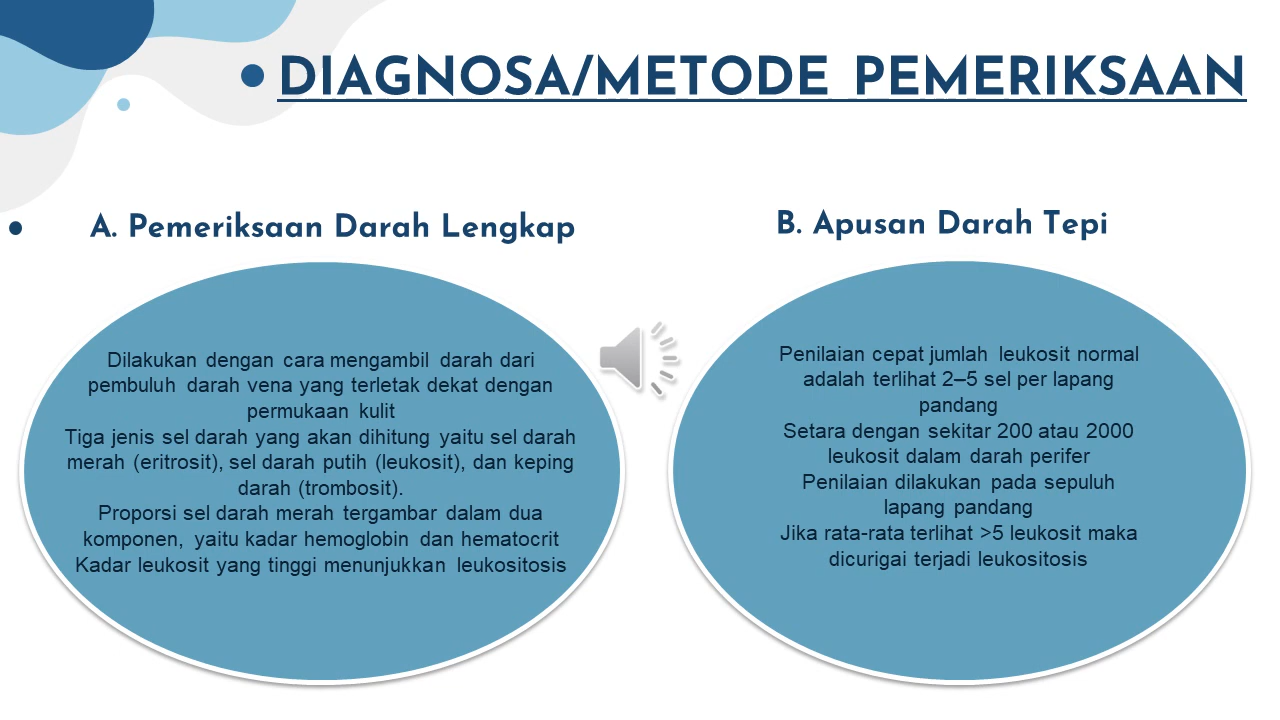 • DIAGNOSA/METODE PEMERIKSAAN
• A. Pemeriksaan Darah Lengkap
Dilakukan dengan cara mengambil darah dari
pembuluh darah vena yang terletak dekat dengan
permukaan kulit
Tiga jenis sel darah yang akan dihitung yaitu sel darah
merah (eritrosit), sel darah putih (leukosit), dan keping
darah (trombosit).
Proporsi sel darah merah tergambar dalam dua
komponen, yaitu kadar hemoglobin dan hematocrit
Kadar leukosit yang tinggi menunjukkan leukositosis
B. Apusan Darah Tepi
Penilaian cepat jumlah leukosit normal
adalah terlihat 2–5 sel per lapang
pandang
Setara dengan sekitar 200 atau 2000
leukosit dalam darah perifer
Penilaian dilakukan pada sepuluh
lapang pandang
Jika rata-rata terlihat >5 leukosit maka
dicurigai terjadi leukositosis